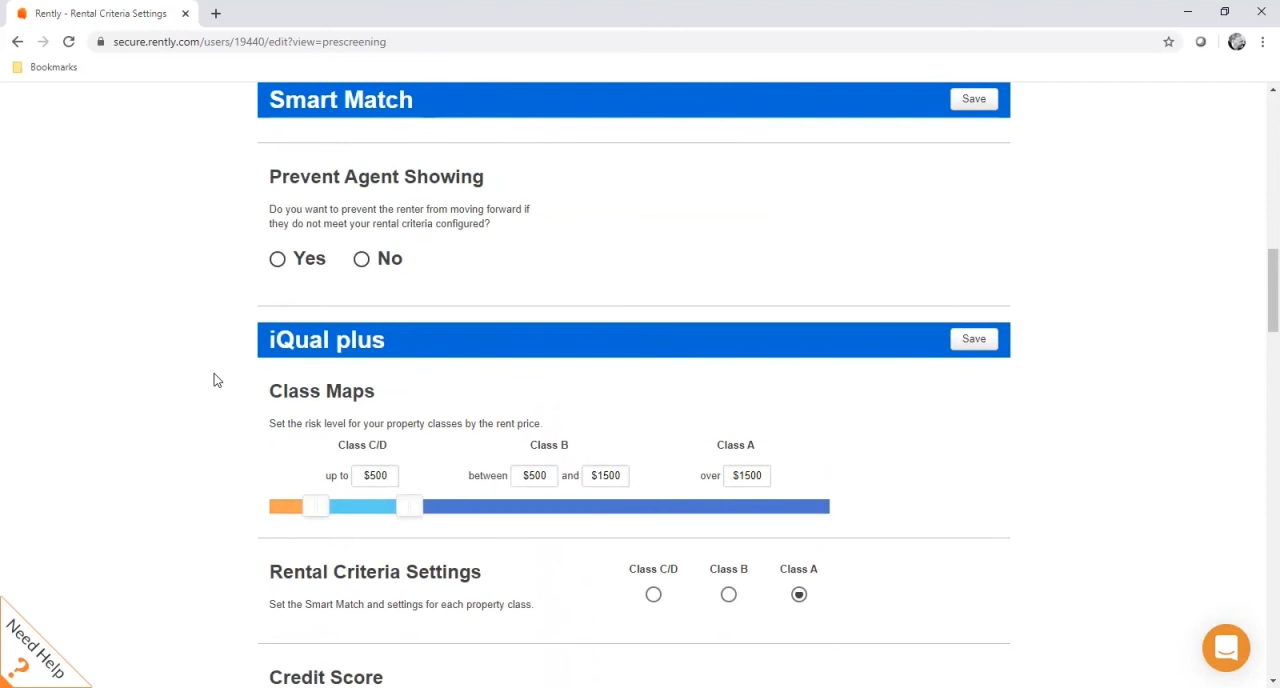 Rently - Rental Criteria Settings
secure.rently.com/users/19440/edit?view=prescreening
Bookmarks
Smart Match
Save
Prevent Agent Showing
Do you want to prevent the renter from moving forward if
they do not meet your rental criteria configured?
Yes No
iQual plus
Save
Class Maps
Set the risk level for your property classes by the rent price.
Class C/D Class B Class A
up to $500 between $500 and $1500 over $1500
Rental Criteria Settings
Class C/D Class B Class A
Set the Smart Match and settings for each property class.
Need Help
?
Credit Score